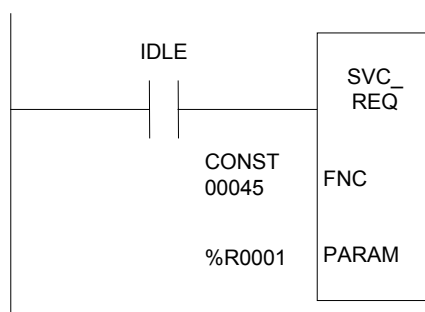 IDLE
SVC_
REQ
CONST
00045
FNC
%R0001
PARAM